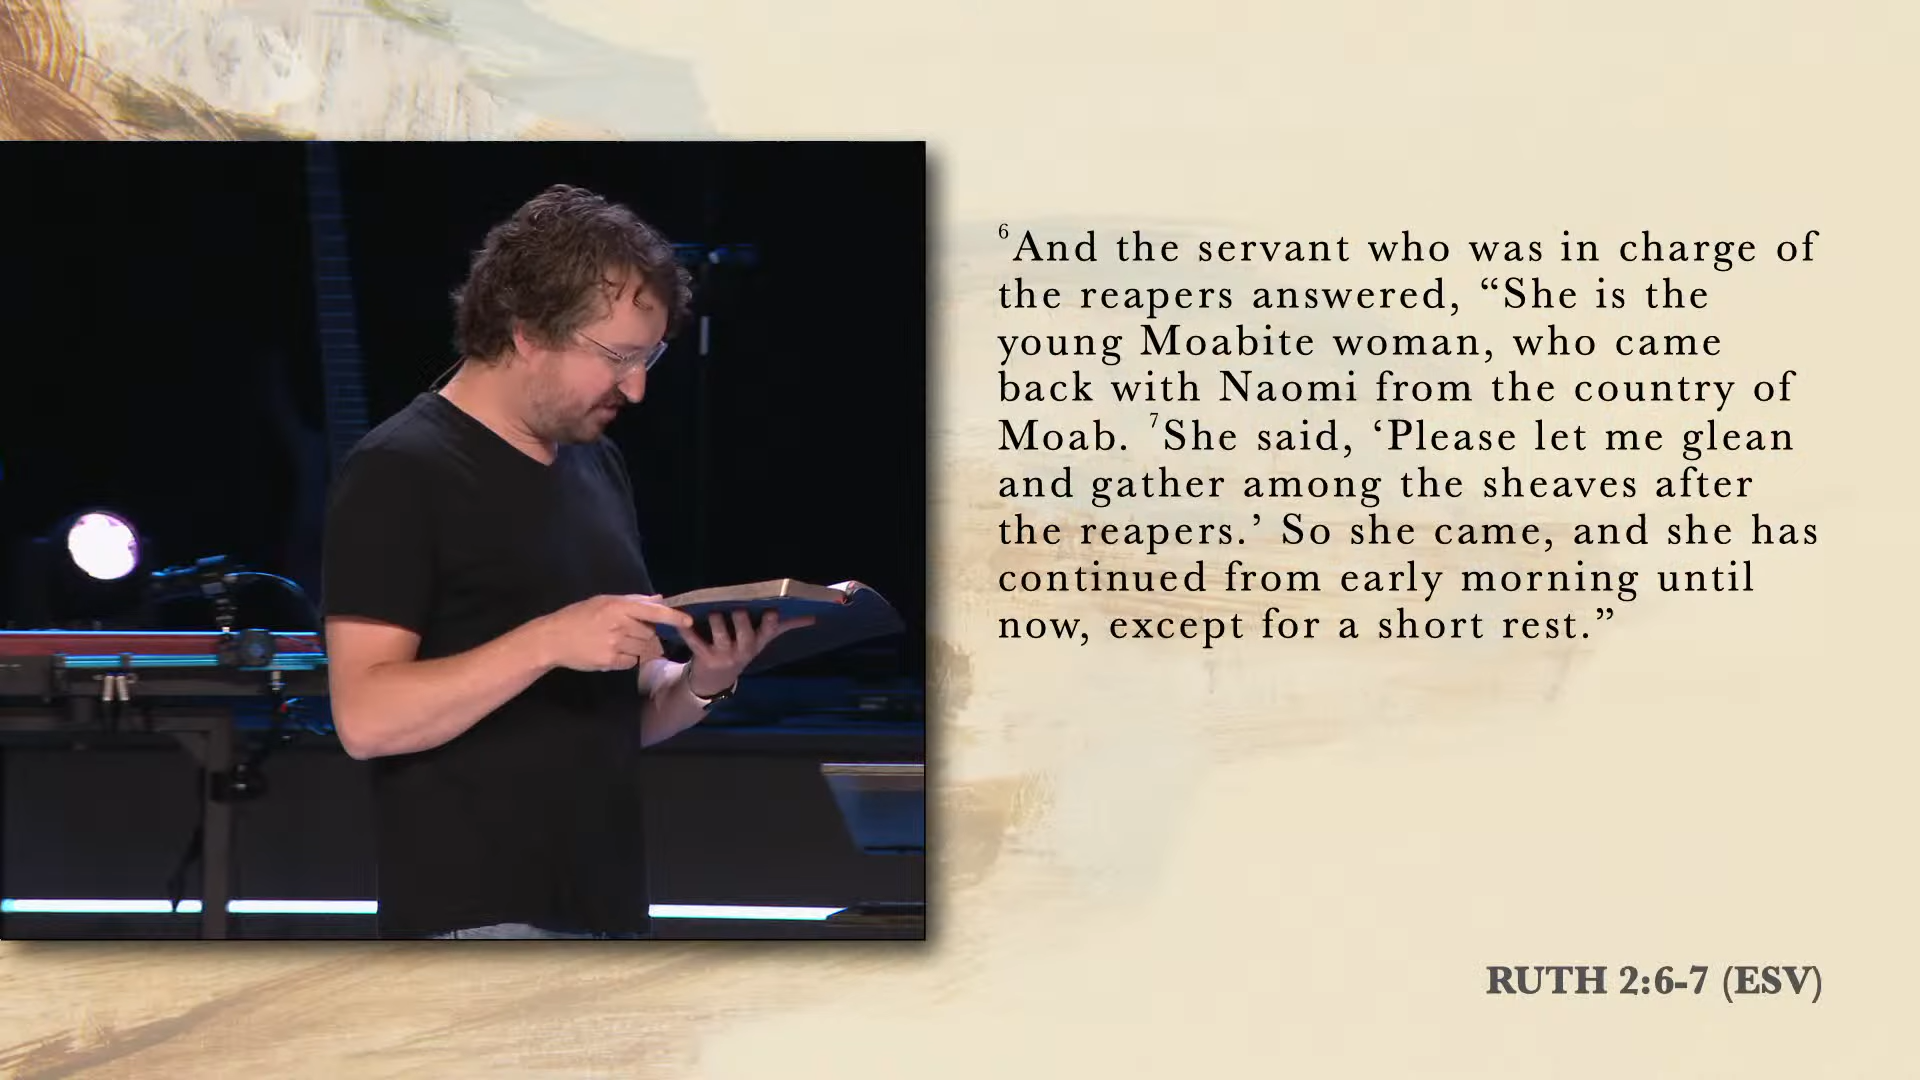 ⁶And the servant who was in charge of
the reapers answered, “She is the
young Moabite woman, who came
back with Naomi from the country of
Moab. ⁷She said, ‘Please let me glean
and gather among the sheaves after
the reapers.’ So she came, and she has
continued from early morning until
now, except for a short rest.”
RUTH 2:6-7 (ESV)